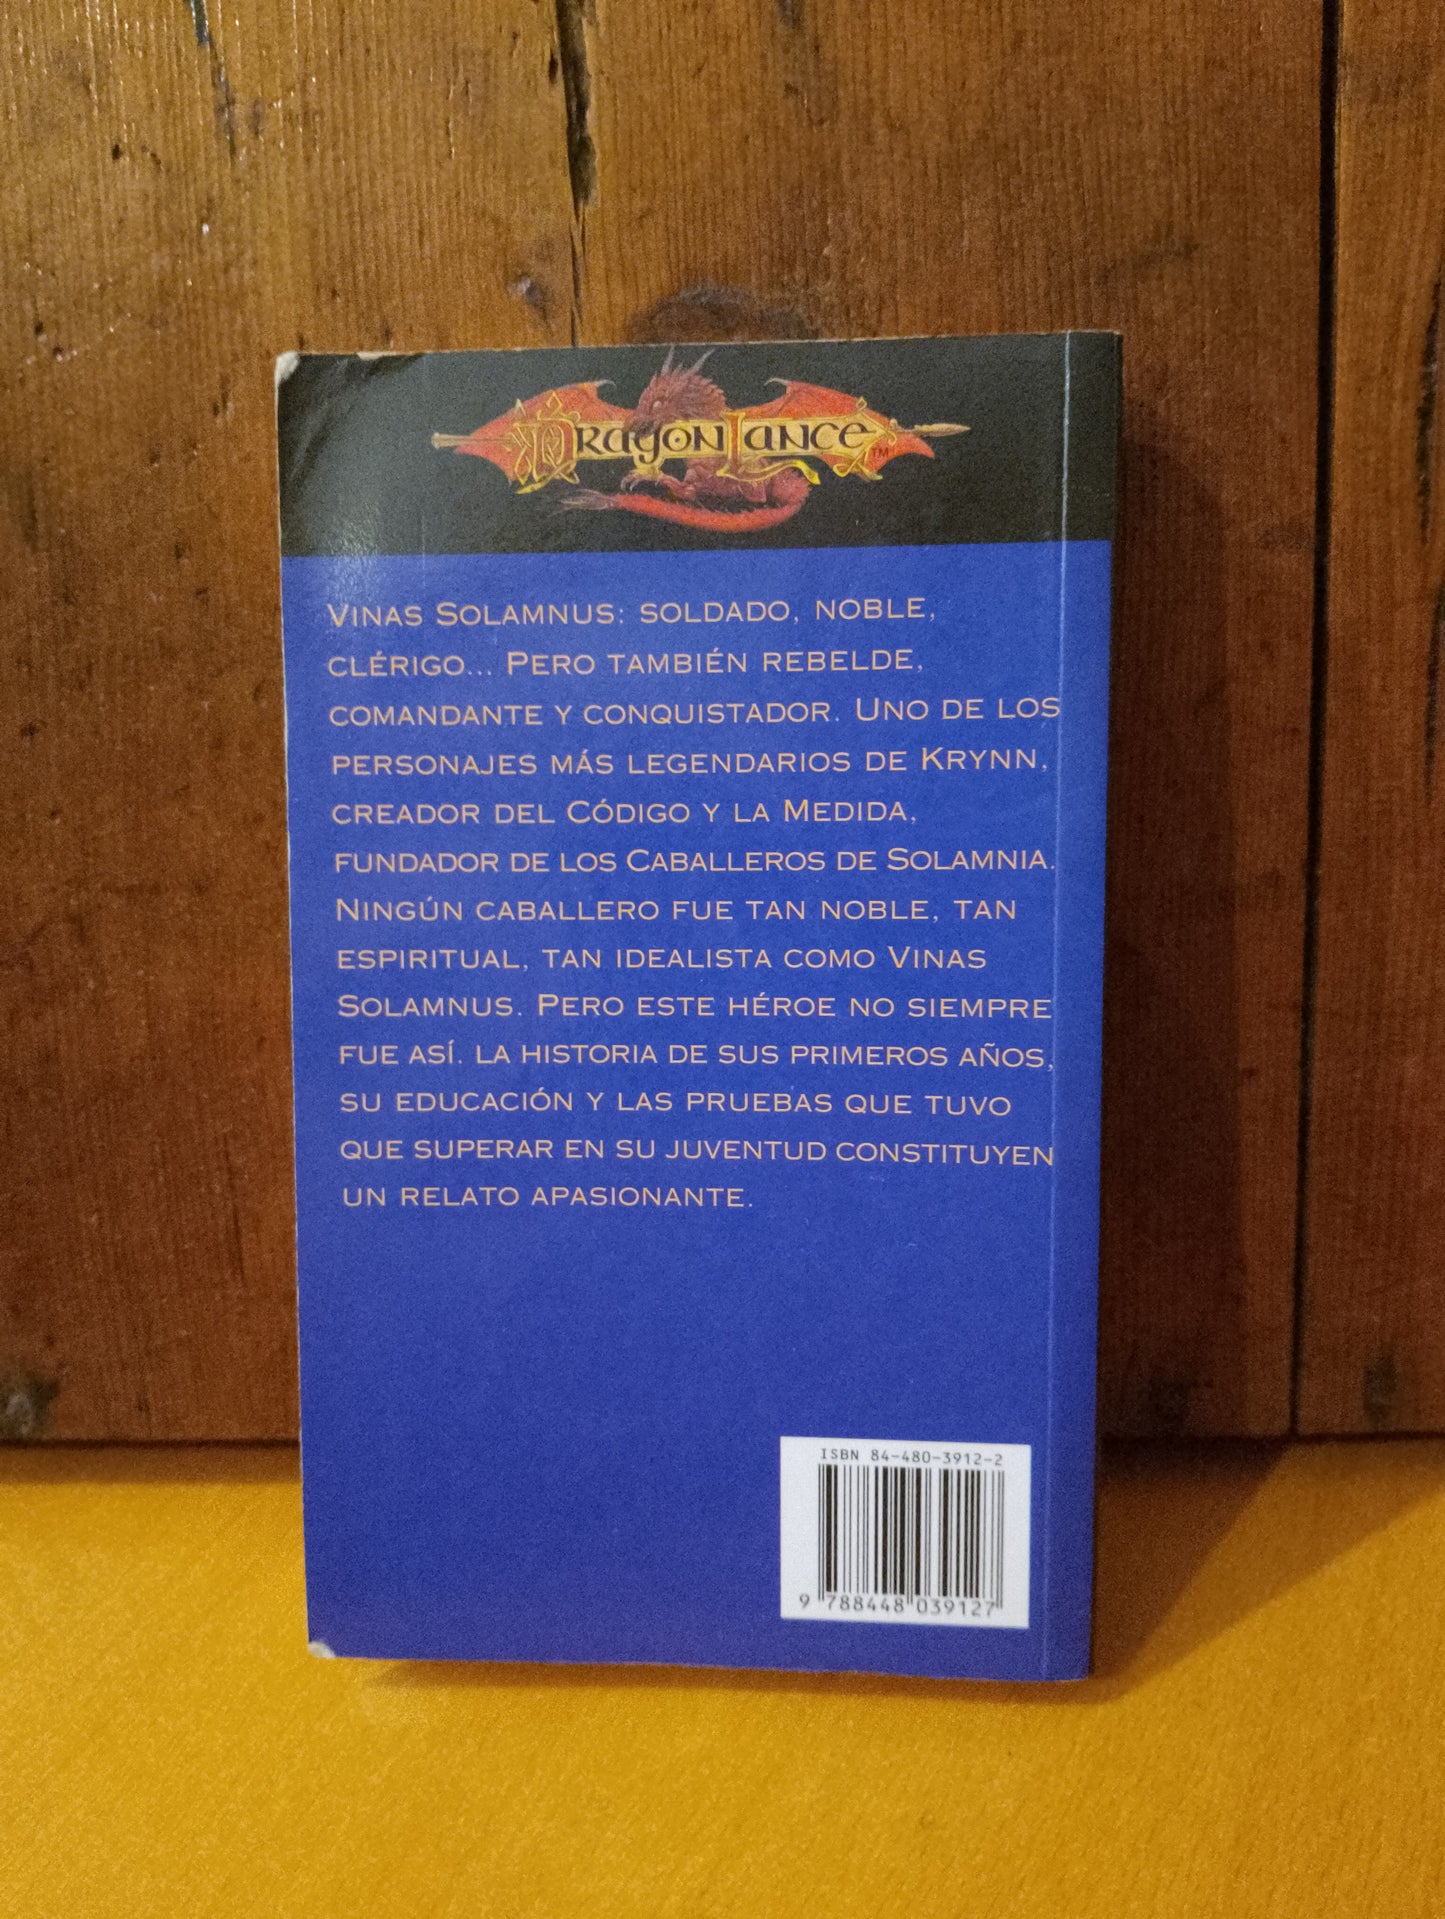 DRAGONLANCE™
VINAS SOLAMNUS: SOLDADO, NOBLE,
CLÉRIGO... PERO TAMBIÉN REBELDE,
COMANDANTE Y CONQUISTADOR. UNO DE LOS
PERSONAJES MÁS LEGENDARIOS DE KRYNN,
CREADOR DEL CÓDIGO Y LA MEDIDA,
FUNDADOR DE LOS CABALLEROS DE SOLAMNIA.
NINGÚN CABALLERO FUE TAN NOBLE, TAN
ESPIRITUAL, TAN IDEALISTA COMO VINAS
SOLAMNUS. PERO ESTE HÉROE NO SIEMPRE
FUE ASÍ. LA HISTORIA DE SUS PRIMEROS AÑOS,
SU EDUCACIÓN Y LAS PRUEBAS QUE TUVO
QUE SUPERAR EN SU JUVENTUD CONSTITUYEN
UN RELATO APASIONANTE.
ISBN 84-480-3912-2
9 788448 039127